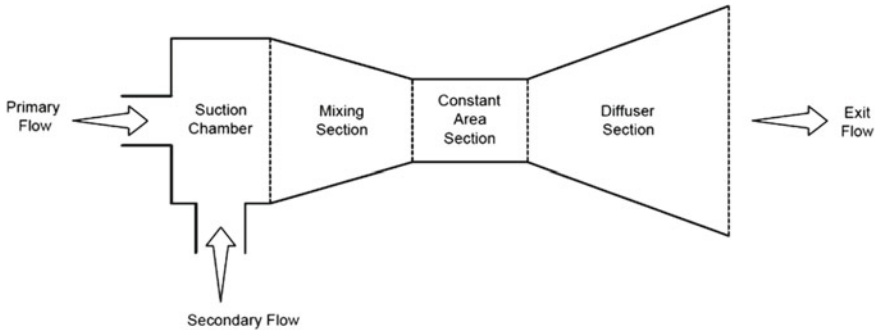 Primary
Flow
Suction
Chamber
Mixing
Section
Constant
Area
Section
Diffuser
Section
Exit
Flow
Secondary Flow